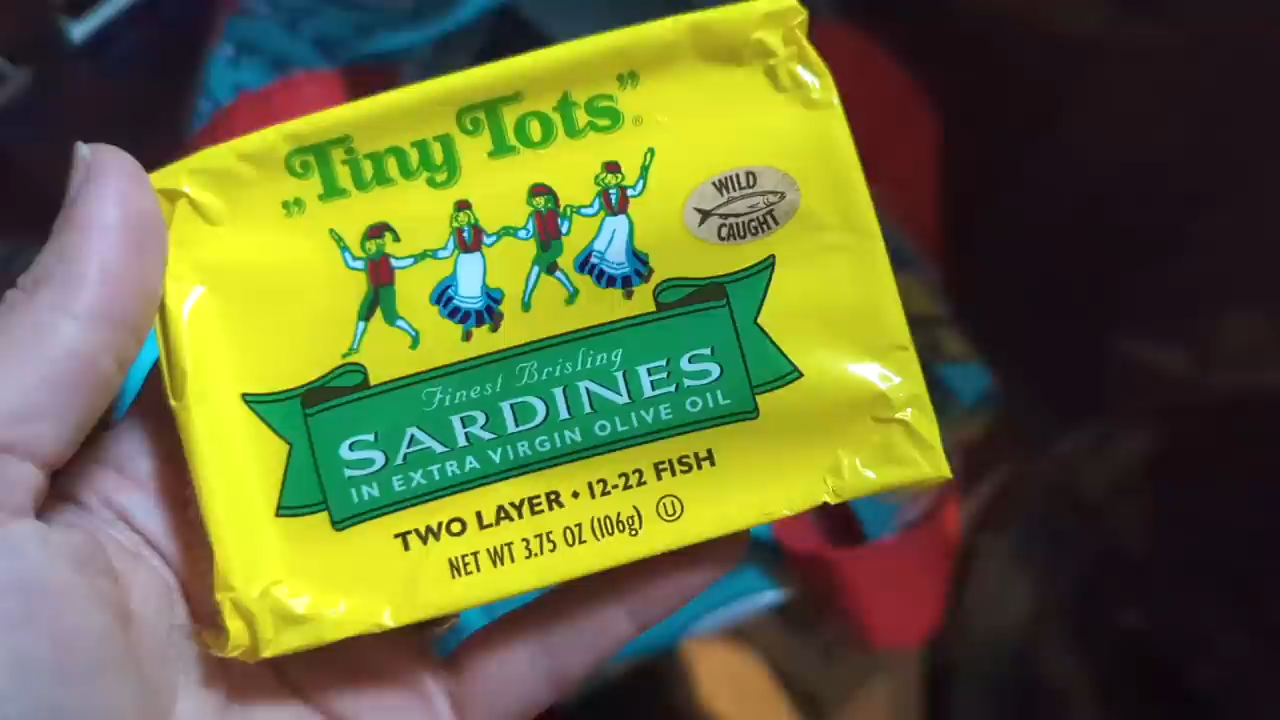 „Tiny Tots”®
WILD
CAUGHT
Finest Brisling
SARDINES
IN EXTRA VIRGIN OLIVE OIL
TWO LAYER • 12-22 FISH
NET WT 3.75 OZ (106g) Ⓤ